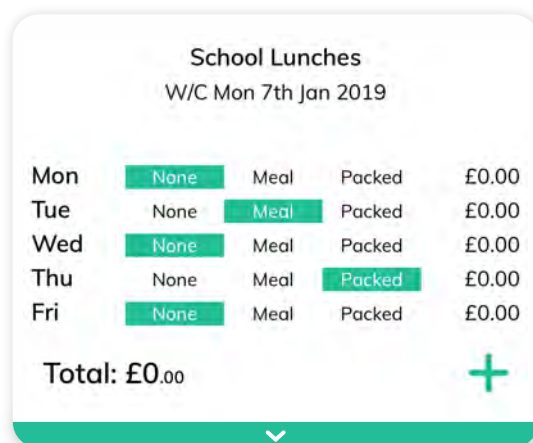 School Lunches
W/C Mon 7th Jan 2019
Mon None Meal Packed £0.00
Tue None Meal Packed £0.00
Wed None Meal Packed £0.00
Thu None Meal Packed £0.00
Fri None Meal Packed £0.00
Total: £0.00